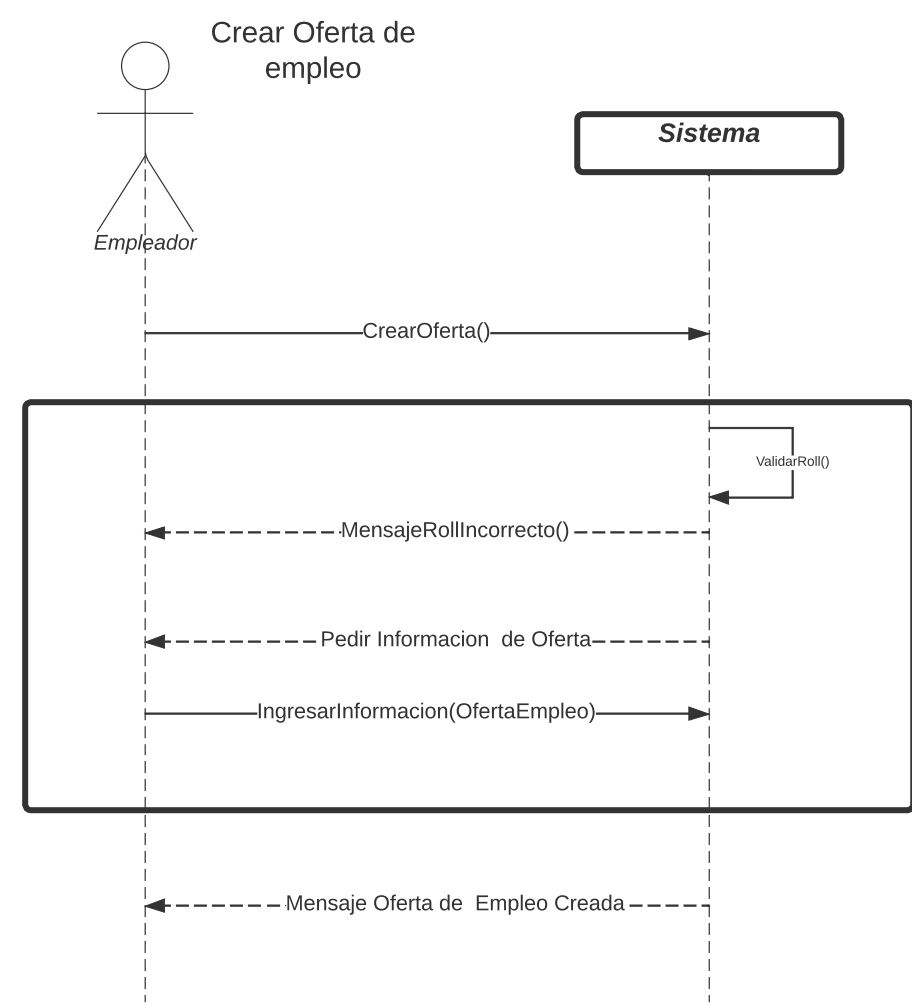 Crear Oferta de
empleo
Sistema
Empleador
CrearOferta()
ValidarRoll()
MensajeRollIncorrecto()
Pedir Informacion de Oferta
IngresarInformacion(OfertaEmpleo)
Mensaje Oferta de Empleo Creada